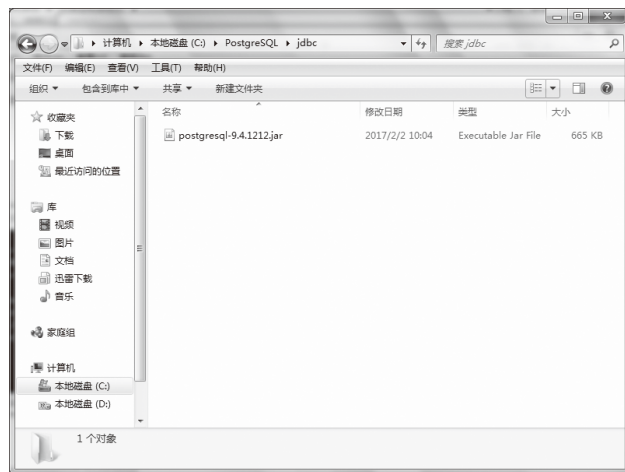 计算机 本地磁盘 (C:) PostgreSQL jdbc 搜索 jdbc
文件(F) 编辑(E) 查看(V) 工具(T) 帮助(H)
组织 包含到库中 共享 新建文件夹
名称 修改日期 类型 大小
postgresql-9.4.1212.jar 2017/2/2 10:04 Executable Jar File 665 KB
收藏夹
下载
桌面
最近访问的位置
库
视频
图片
文档
迅雷下载
音乐
家庭组
计算机
本地磁盘 (C:)
本地磁盘 (D:)
1 个对象